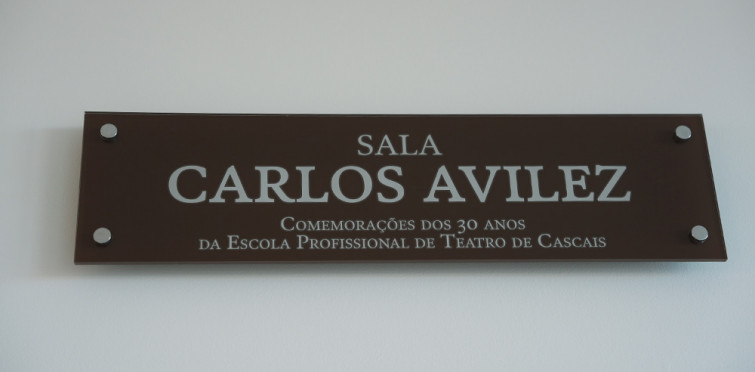 SALA
CARLOS AVILEZ
COMEMORAÇÕES DOS 30 ANOS
DA ESCOLA PROFISSIONAL DE TEATRO DE CASCAIS